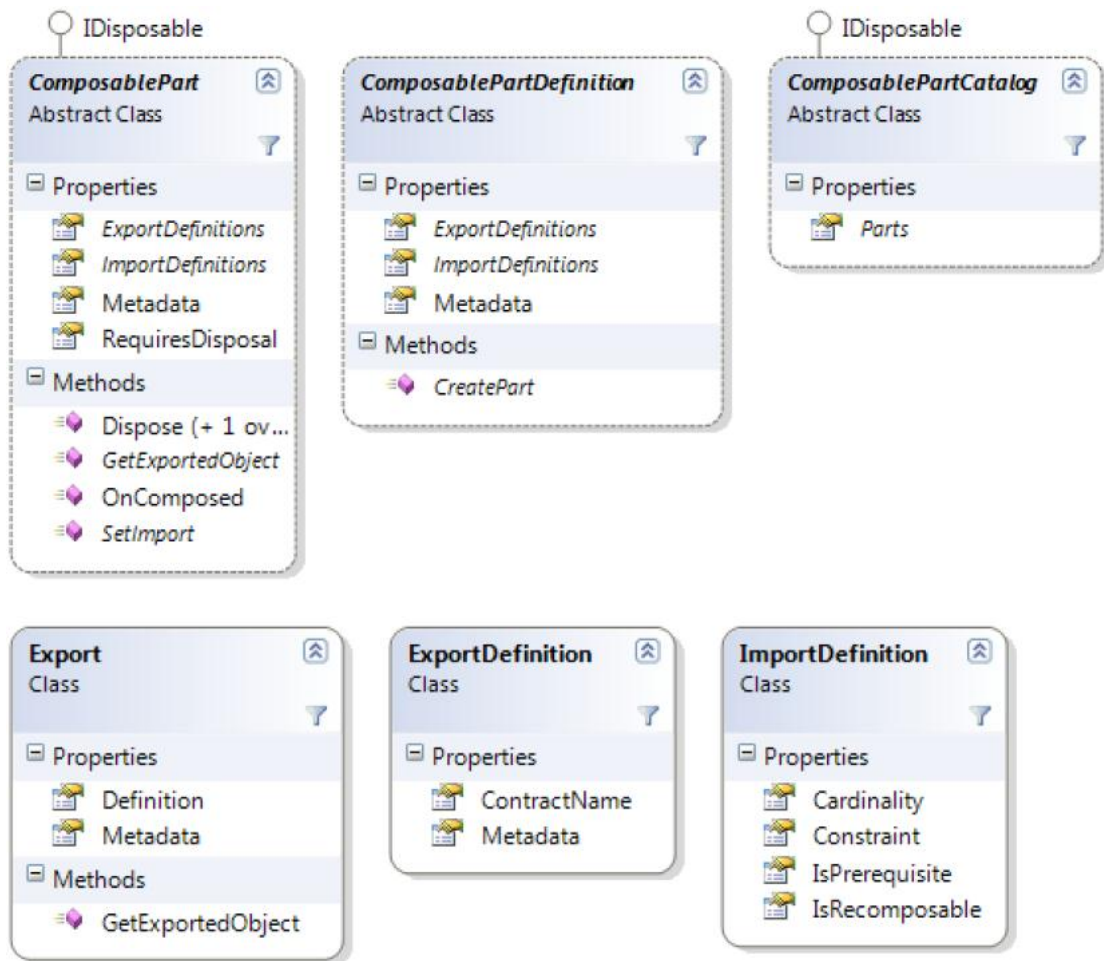 IDisposable
ComposablePart
Abstract Class
Properties
ExportDefinitions
ImportDefinitions
Metadata
RequiresDisposal
Methods
Dispose (+ 1 ov...
GetExportedObject
OnComposed
SetImport
ComposablePartDefinition
Abstract Class
Properties
ExportDefinitions
ImportDefinitions
Metadata
Methods
CreatePart
IDisposable
ComposablePartCatalog
Abstract Class
Properties
Parts
Export
Class
Properties
Definition
Metadata
Methods
GetExportedObject
ExportDefinition
Class
Properties
ContractName
Metadata
ImportDefinition
Class
Properties
Cardinality
Constraint
IsPrerequisite
IsRecomposable